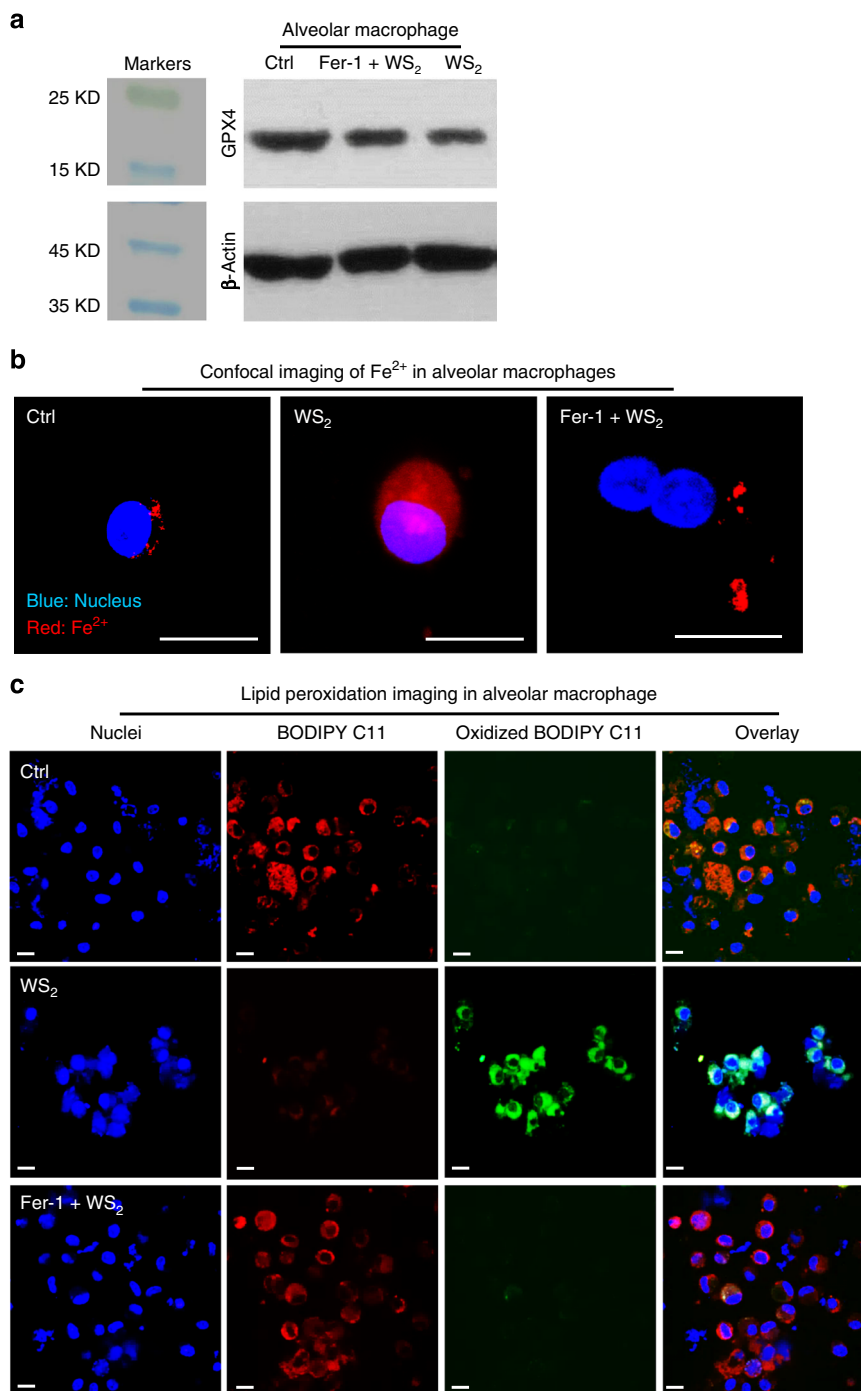 a
Alveolar macrophage
Markers
Ctrl Fer-1 + WS₂ WS₂
25 KD
15 KD
GPX4
45 KD
35 KD
β-Actin
b
Confocal imaging of Fe²⁺ in alveolar macrophages
Ctrl
WS₂
Fer-1 + WS₂
Blue: Nucleus
Red: Fe²⁺
c
Lipid peroxidation imaging in alveolar macrophage
Nuclei BODIPY C11 Oxidized BODIPY C11 Overlay
Ctrl
WS₂
Fer-1 + WS₂